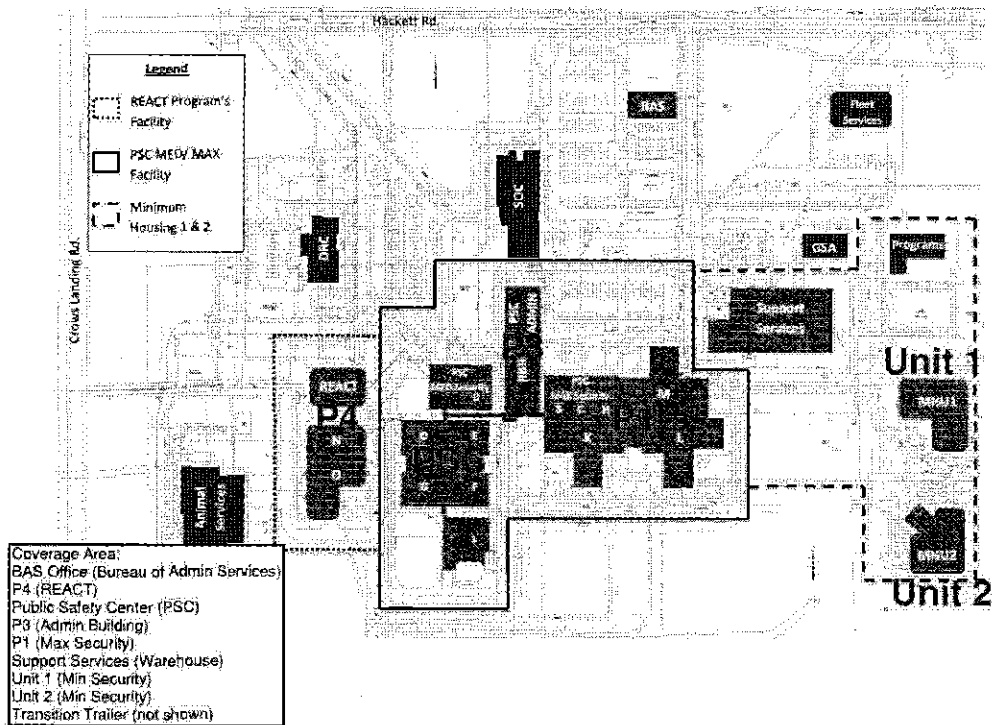 Hackett Rd.
Legend
REACT Program's
Facility
PSC MED/ MAX
Facility
Minimum
Housing 1 & 2
Crows Landing Rd.
BAS
Fleet
Services
SOC
DRC
GSA
Programs
Support
Services
Unit 1
MHU1
REACT
P4
N
M
K
L
Animal
Services
MHU2
Unit 2
Coverage Area:
BAS Office (Bureau of Admin Services)
P4 (REACT)
Public Safety Center (PSC)
P3 (Admin Building)
P1 (Max Security)
Support Services (Warehouse)
Unit 1 (Min Security)
Unit 2 (Min Security)
Transition Trailer (not shown)